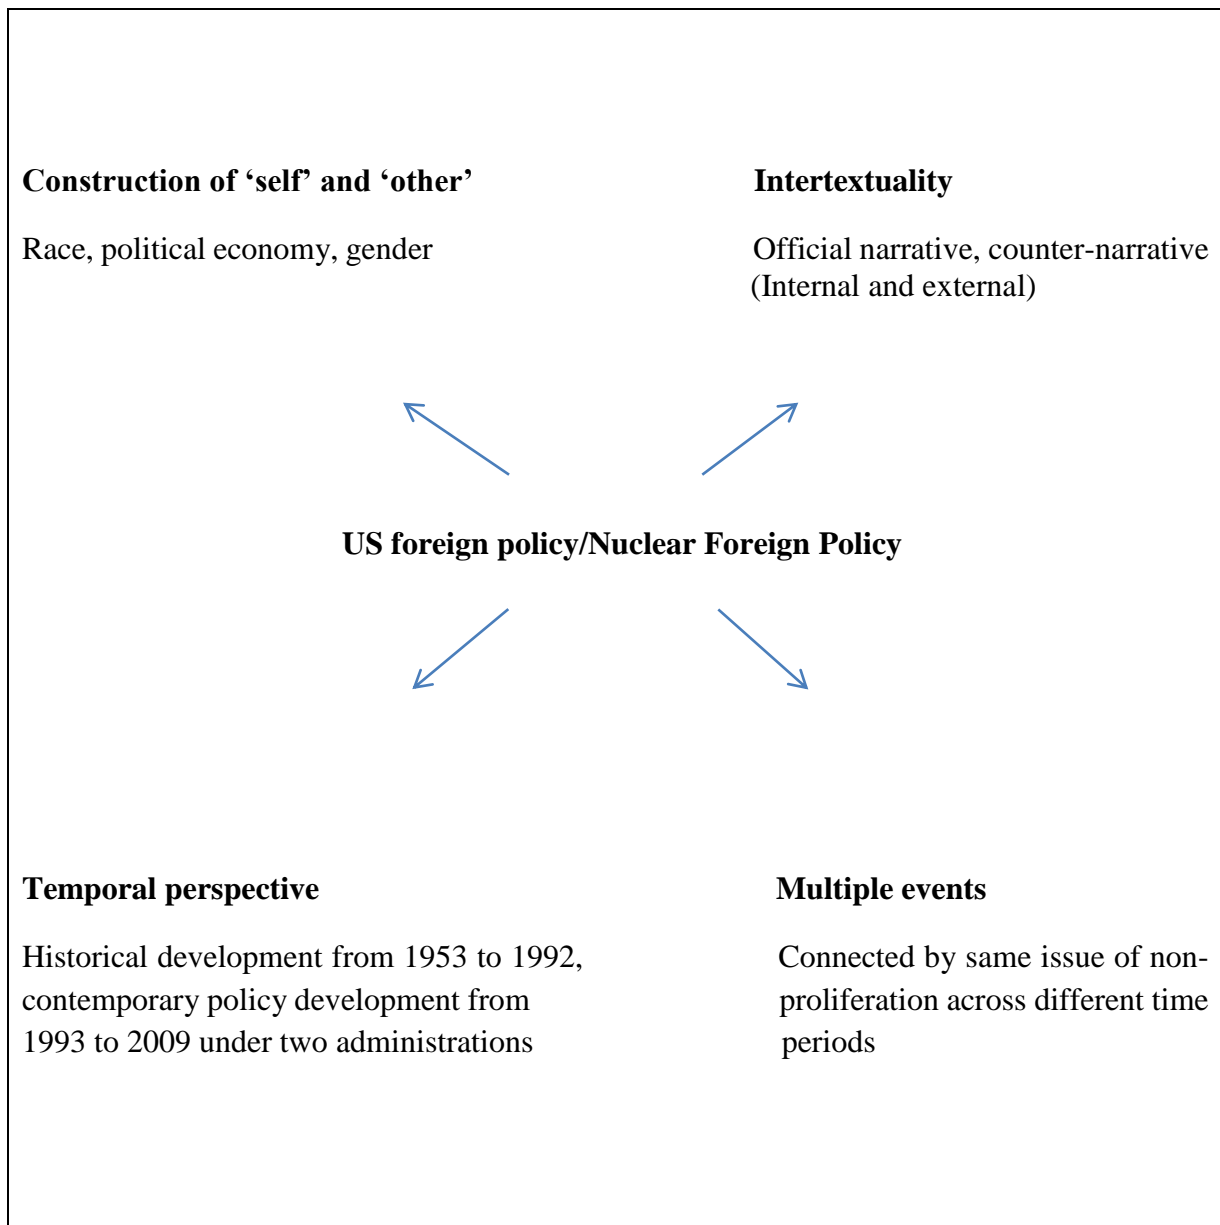 Construction of ‘self’ and ‘other’
Race, political economy, gender
Intertextuality
Official narrative, counter-narrative
(Internal and external)
US foreign policy/Nuclear Foreign Policy
Temporal perspective
Historical development from 1953 to 1992,
contemporary policy development from
1993 to 2009 under two administrations
Multiple events
Connected by same issue of non-
proliferation across different time
periods